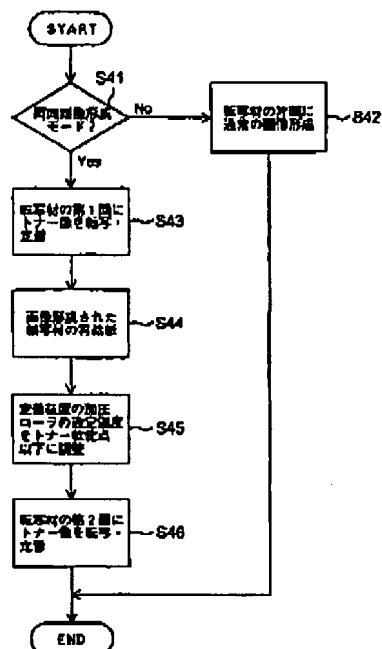 START
S41
両面画像形成
モード?
No
Yes
転写材の片面に
通常の画像形成
S42
転写材の第1面に
トナー像を転写・
定着
S43
画像形成された
転写材の再給紙
S44
定着装置の加圧
ローラの設定温度
をトナー軟化点
以下に調整
S45
転写材の第2面に
トナー像を転写・
定着
S46
END